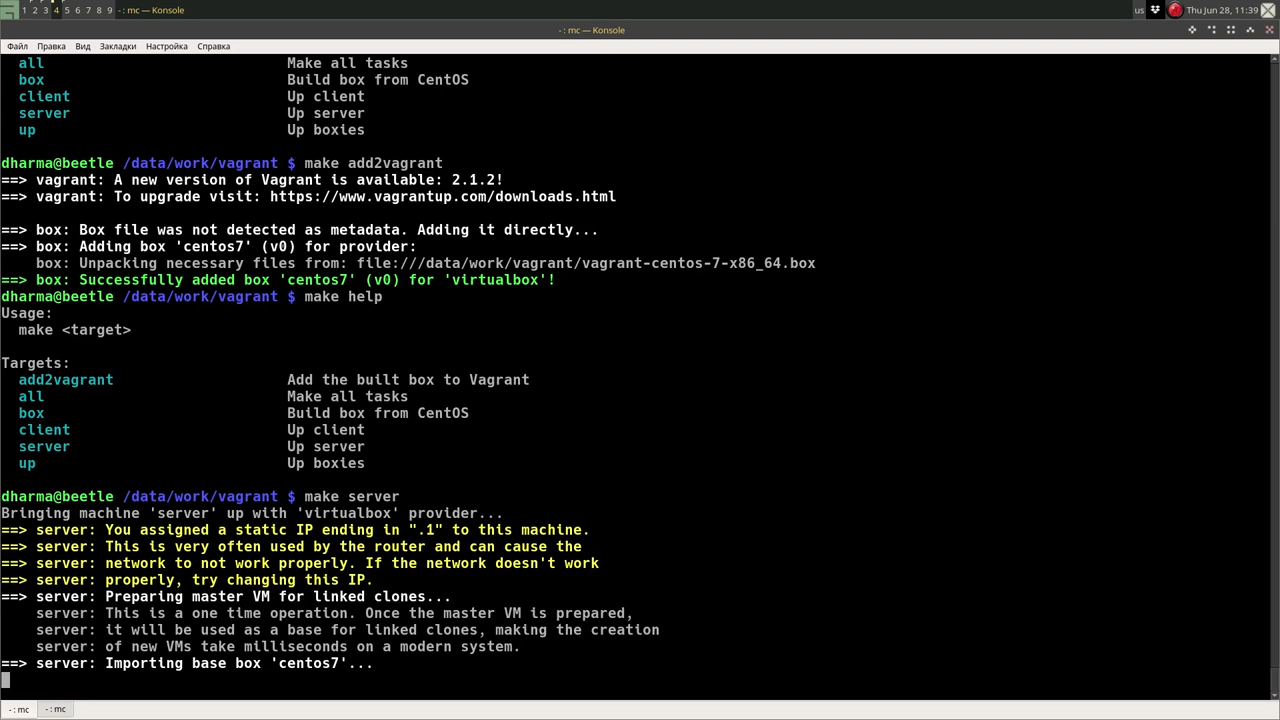 1 2 3 4 5 6 7 8 9 - : mc — Konsole us Thu Jun 28, 11:39
- : mc — Konsole
Файл Правка Вид Закладки Настройка Справка
all Make all tasks
box Build box from CentOS
client Up client
server Up server
up Up boxies
dharma@beetle /data/work/vagrant $ make add2vagrant
==> vagrant: A new version of Vagrant is available: 2.1.2!
==> vagrant: To upgrade visit: https://www.vagrantup.com/downloads.html
==> box: Box file was not detected as metadata. Adding it directly...
==> box: Adding box 'centos7' (v0) for provider:
box: Unpacking necessary files from: file:///data/work/vagrant/vagrant-centos-7-x86_64.box
==> box: Successfully added box 'centos7' (v0) for 'virtualbox'!
dharma@beetle /data/work/vagrant $ make help
Usage:
make <target>
Targets:
add2vagrant Add the built box to Vagrant
all Make all tasks
box Build box from CentOS
client Up client
server Up server
up Up boxies
dharma@beetle /data/work/vagrant $ make server
Bringing machine 'server' up with 'virtualbox' provider...
==> server: You assigned a static IP ending in ".1" to this machine.
==> server: This is very often used by the router and can cause the
==> server: network to not work properly. If the network doesn't work
==> server: properly, try changing this IP.
==> server: Preparing master VM for linked clones...
server: This is a one time operation. Once the master VM is prepared,
server: it will be used as a base for linked clones, making the creation
server: of new VMs take milliseconds on a modern system.
==> server: Importing base box 'centos7'...
- : mc - : mc